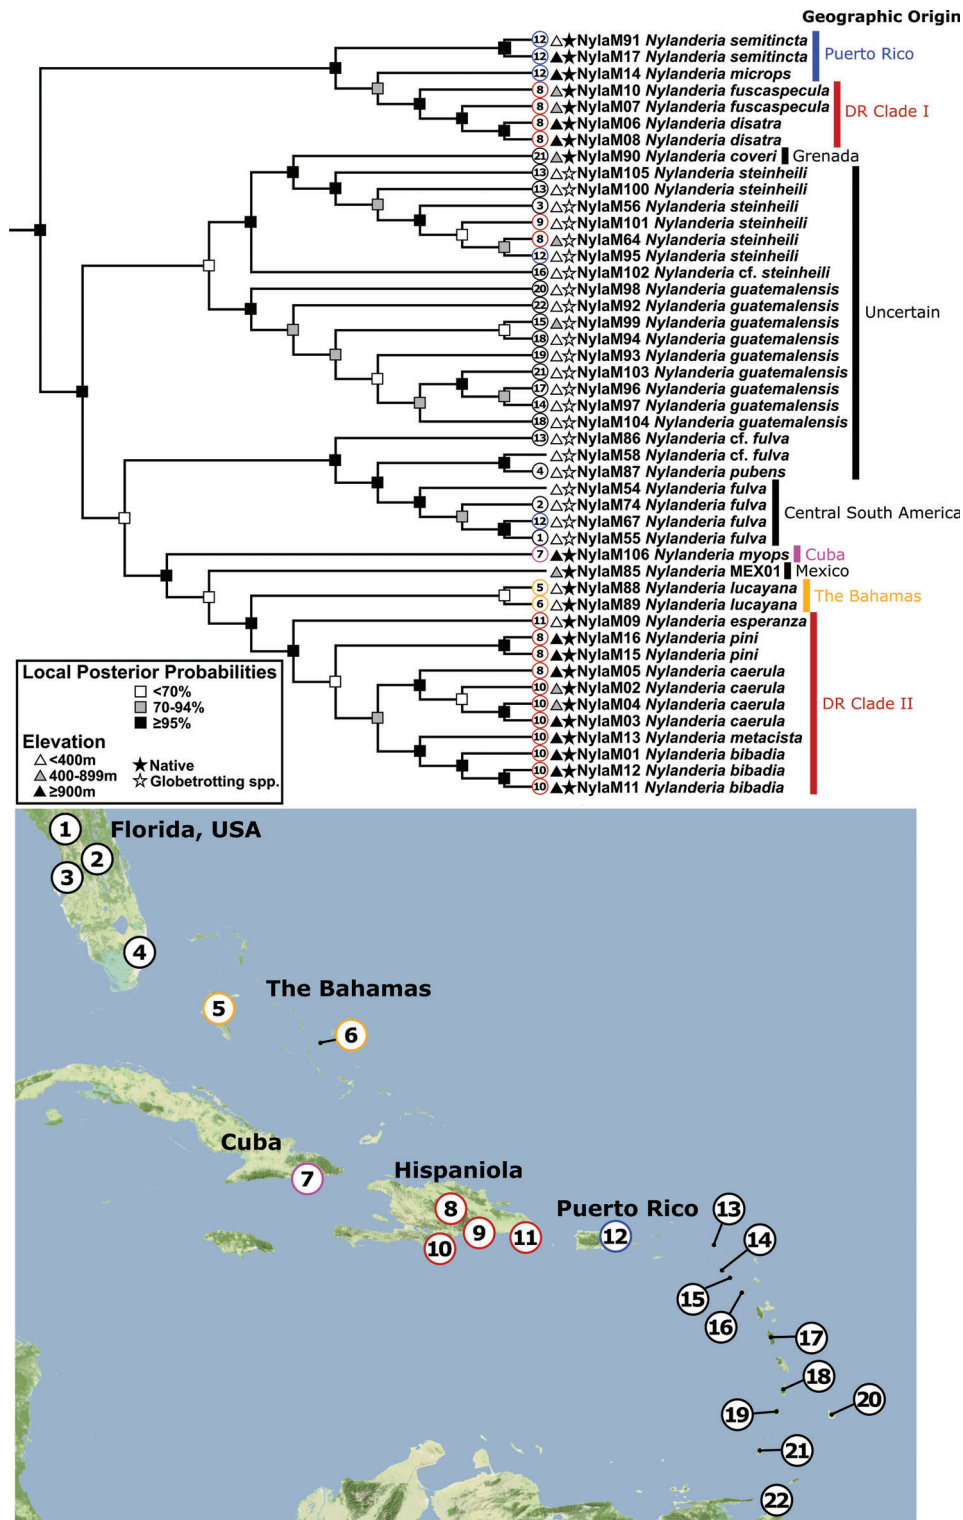 Geographic Origin
12 NylaM91 Nylanderia semitincta
12 NylaM17 Nylanderia semitincta
Puerto Rico
12 NylaM14 Nylanderia microps
8 NylaM10 Nylanderia fuscaspecula
8 NylaM07 Nylanderia fuscaspecula
DR Clade I
8 NylaM06 Nylanderia disatra
8 NylaM08 Nylanderia disatra
21 NylaM90 Nylanderia coveri Grenada
13 NylaM105 Nylanderia steinheili
13 NylaM100 Nylanderia steinheili
3 NylaM56 Nylanderia steinheili
9 NylaM101 Nylanderia steinheili
8 NylaM64 Nylanderia steinheili
12 NylaM95 Nylanderia steinheili
16 NylaM102 Nylanderia cf. steinheili
20 NylaM98 Nylanderia guatemalensis
22 NylaM92 Nylanderia guatemalensis
Uncertain
15 NylaM99 Nylanderia guatemalensis
18 NylaM94 Nylanderia guatemalensis
19 NylaM93 Nylanderia guatemalensis
21 NylaM103 Nylanderia guatemalensis
17 NylaM96 Nylanderia guatemalensis
14 NylaM97 Nylanderia guatemalensis
18 NylaM104 Nylanderia guatemalensis
13 NylaM86 Nylanderia cf. fulva
NylaM58 Nylanderia cf. fulva
4 NylaM87 Nylanderia pubens
NylaM54 Nylanderia fulva
2 NylaM74 Nylanderia fulva
Central South America
12 NylaM67 Nylanderia fulva
1 NylaM55 Nylanderia fulva
7 NylaM106 Nylanderia myops Cuba
NylaM85 Nylanderia MEX01 Mexico
5 NylaM88 Nylanderia lucayana
The Bahamas
6 NylaM89 Nylanderia lucayana
11 NylaM09 Nylanderia esperanza
8 NylaM16 Nylanderia pini
8 NylaM15 Nylanderia pini
8 NylaM05 Nylanderia caerula
10 NylaM02 Nylanderia caerula
DR Clade II
10 NylaM04 Nylanderia caerula
10 NylaM03 Nylanderia caerula
10 NylaM13 Nylanderia metacista
10 NylaM01 Nylanderia bibadia
10 NylaM12 Nylanderia bibadia
10 NylaM11 Nylanderia bibadia
Local Posterior Probabilities
<70%
70-94%
≥95%
Elevation
<400m
400-899m
≥900m
Native
Globetrotting spp.
1
Florida, USA
2
3
4
The Bahamas
5
6
Cuba
7
Hispaniola
8
9
10
11
Puerto Rico
12
13
14
15
16
17
18
19
20
21
22